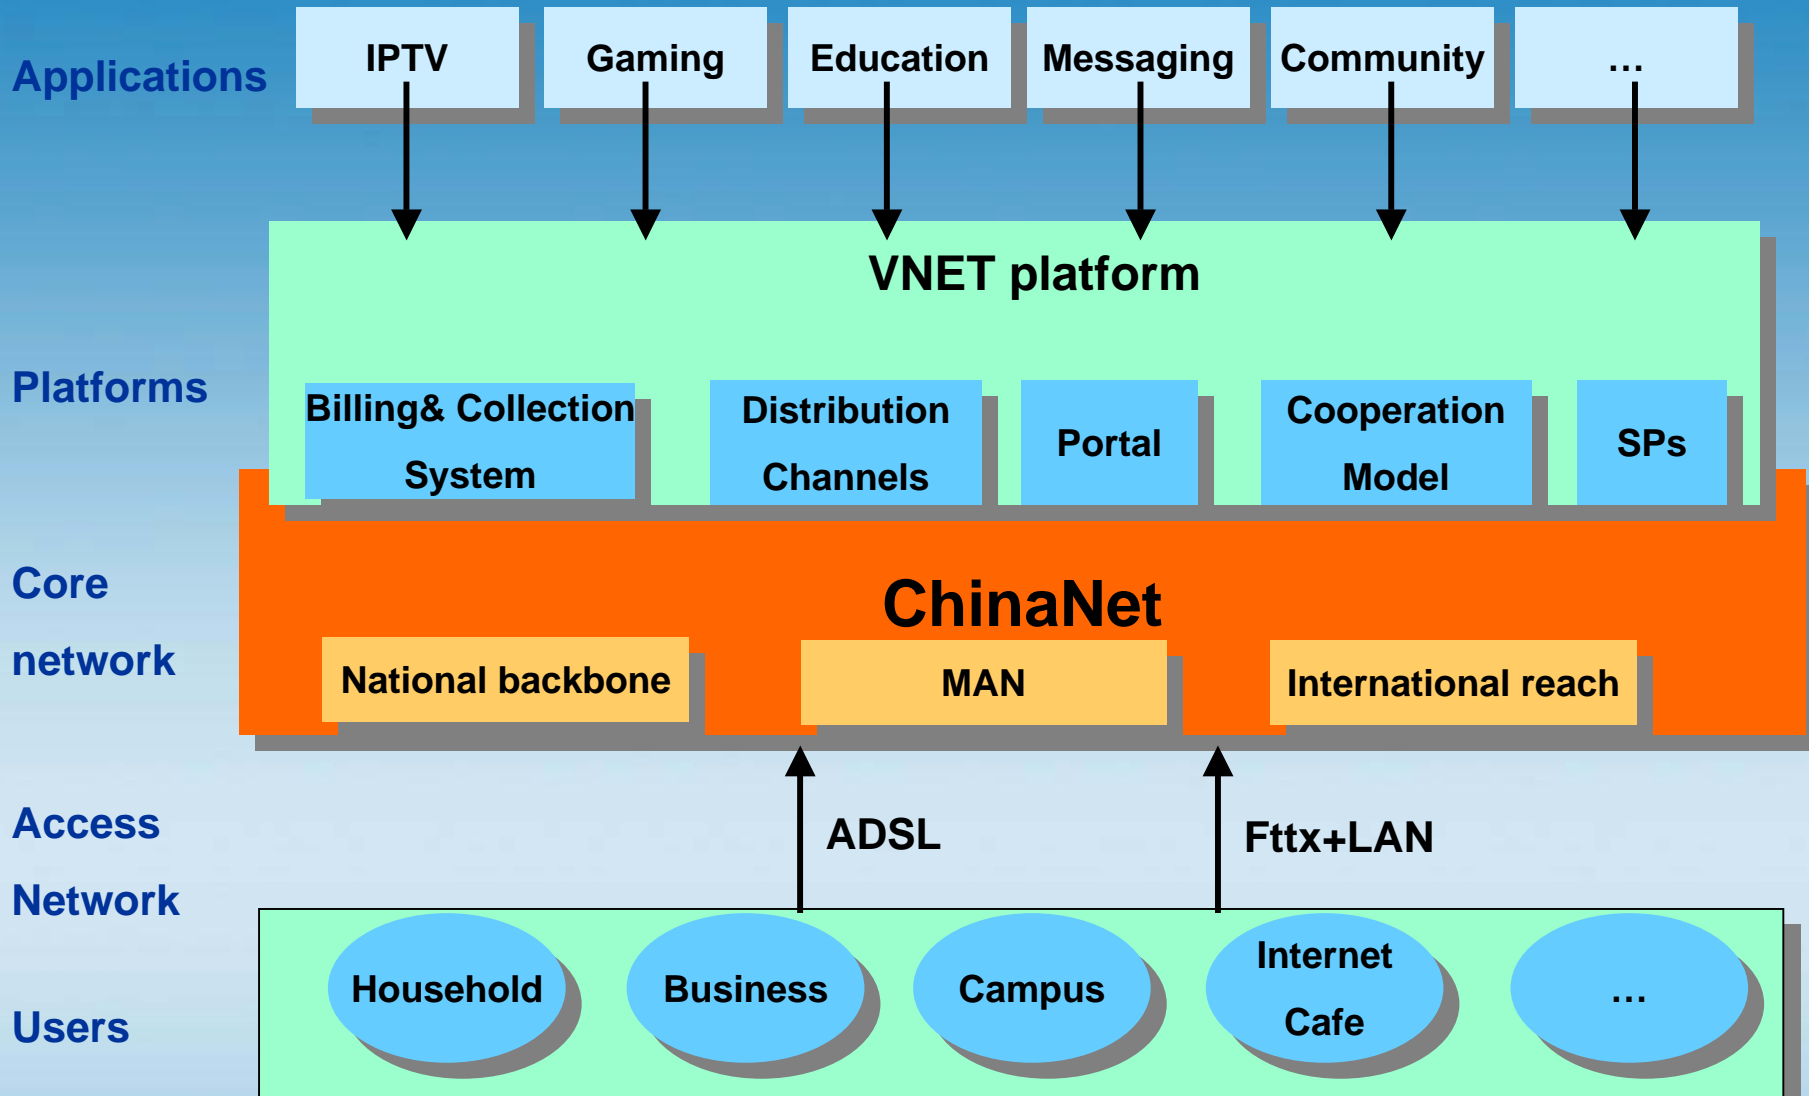 Applications
IPTV
Gaming
Education
Messaging
Community
…
VNET platform
Platforms
Billing& Collection
System
Distribution
Channels
Portal
Cooperation
Model
SPs
Core
network
ChinaNet
National backbone
MAN
International reach
Access
Network
ADSL
Fttx+LAN
Users
Household
Business
Campus
Internet
Cafe
…